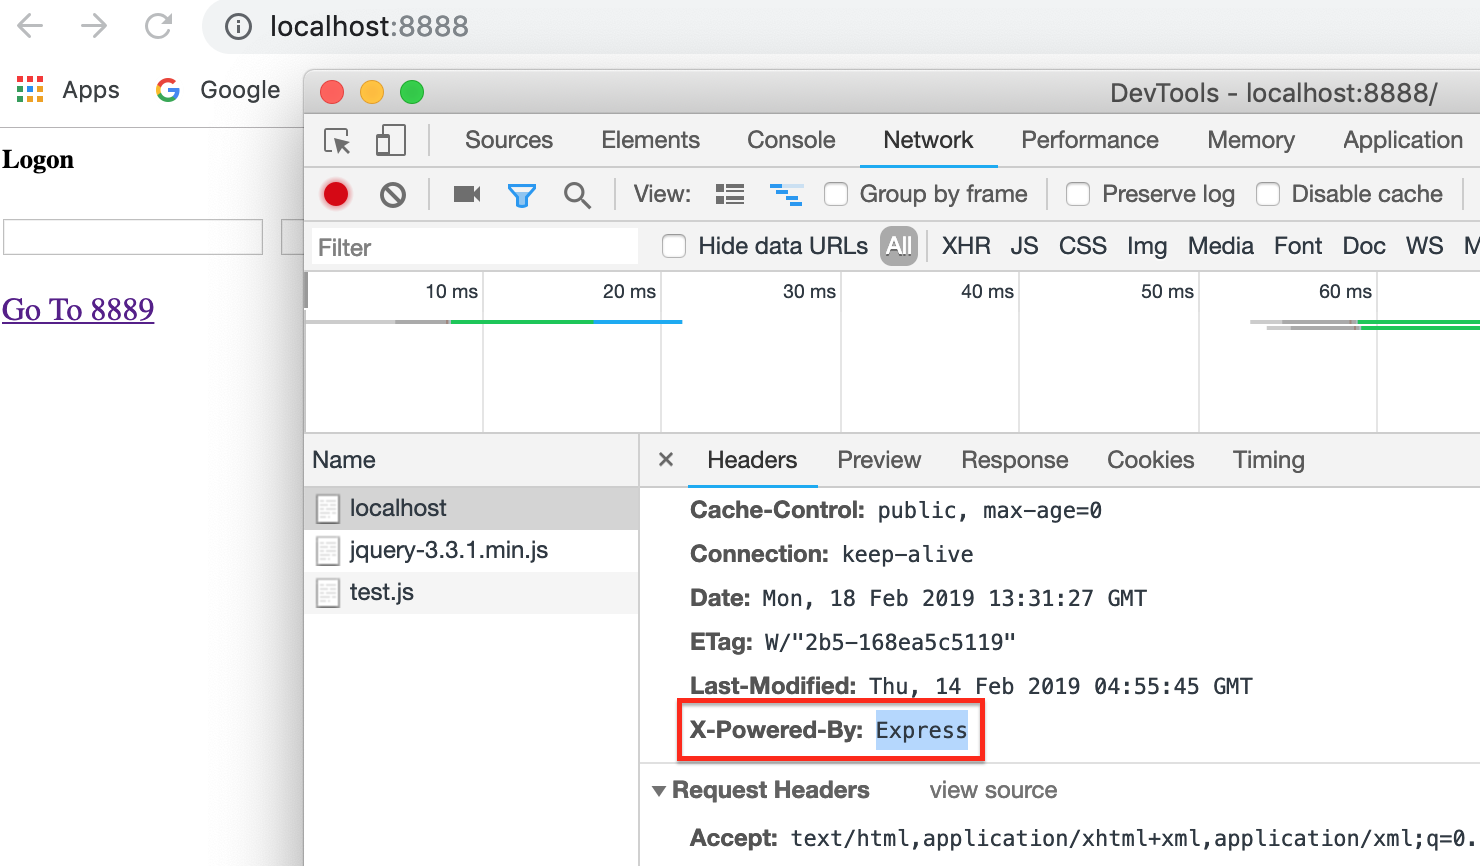 localhost:8888
Apps Google
DevTools - localhost:8888/
Sources Elements Console Network Performance Memory Application
Logon
View: Group by frame Preserve log Disable cache
Filter Hide data URLs All XHR JS CSS Img Media Font Doc WS M
10 ms 20 ms 30 ms 40 ms 50 ms 60 ms
Go To 8889
Name
× Headers Preview Response Cookies Timing
localhost
jquery-3.3.1.min.js
test.js
Cache-Control: public, max-age=0
Connection: keep-alive
Date: Mon, 18 Feb 2019 13:31:27 GMT
ETag: W/"2b5-168ea5c5119"
Last-Modified: Thu, 14 Feb 2019 04:55:45 GMT
X-Powered-By: Express
Request Headers view source
Accept: text/html,application/xhtml+xml,application/xml;q=0.